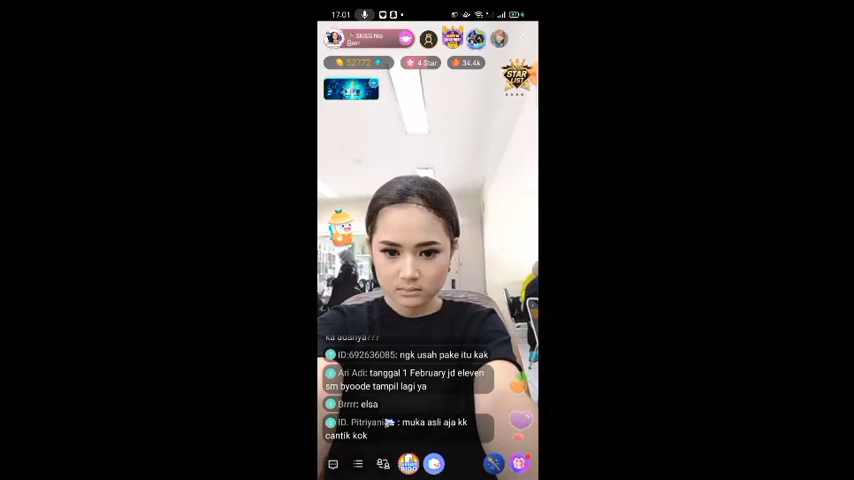 17.01
SKIES Nio
52772
4 Star
34.4k
STAR
LIST
ka adanya???
ID:692636085: ngk usah pake itu kak
Ari Adi: tanggal 1 February jd eleven
sm byoode tampil lagi ya
Brrrr: elsa
ID. Pitriyani : muka asli aja kk
cantik kok